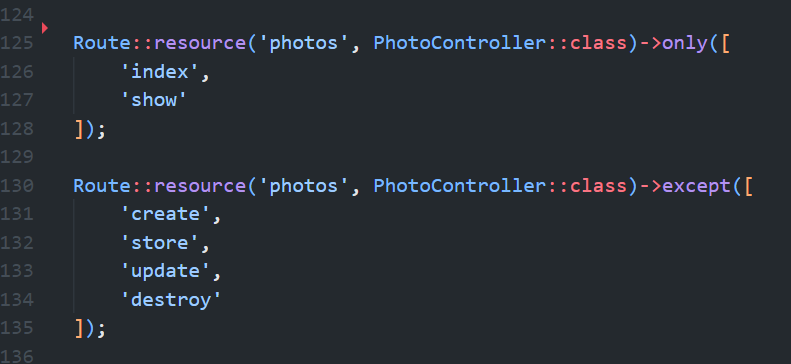 124
125 Route::resource('photos', PhotoController::class)->only([
126 'index',
127 'show'
128 ]);
129
130 Route::resource('photos', PhotoController::class)->except([
131 'create',
132 'store',
133 'update',
134 'destroy'
135 ]);
136